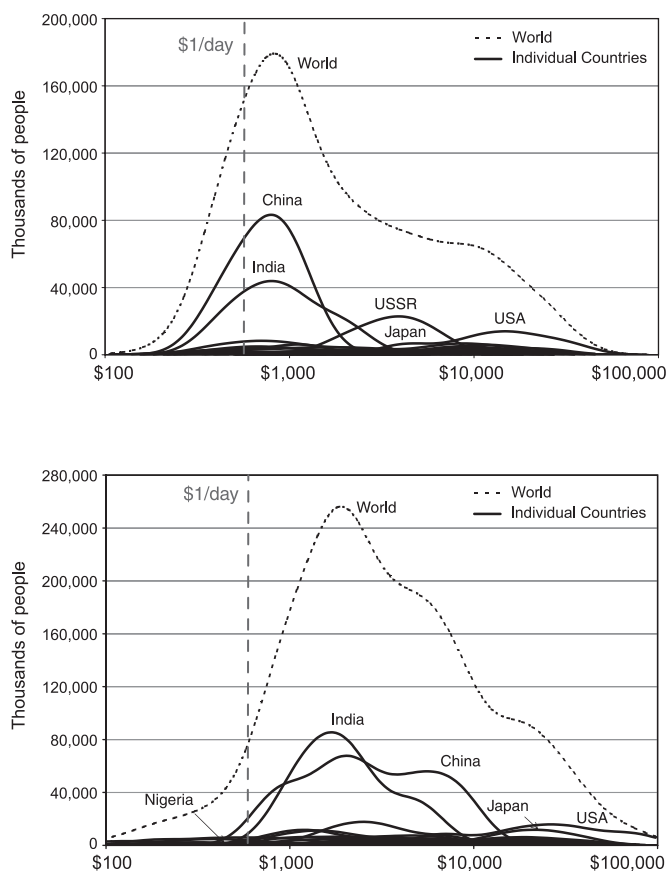 200,000
$1/day
World
World
Individual Countries
160,000
120,000
Thousands of people
China
80,000
India
40,000
USSR
USA
Japan
0
$100
$1,000
$10,000
$100,000
280,000
$1/day
World
World
Individual Countries
240,000
200,000
160,000
Thousands of people
120,000
India
80,000
China
Nigeria
40,000
Japan
USA
0
$100
$1,000
$10,000
$100,000